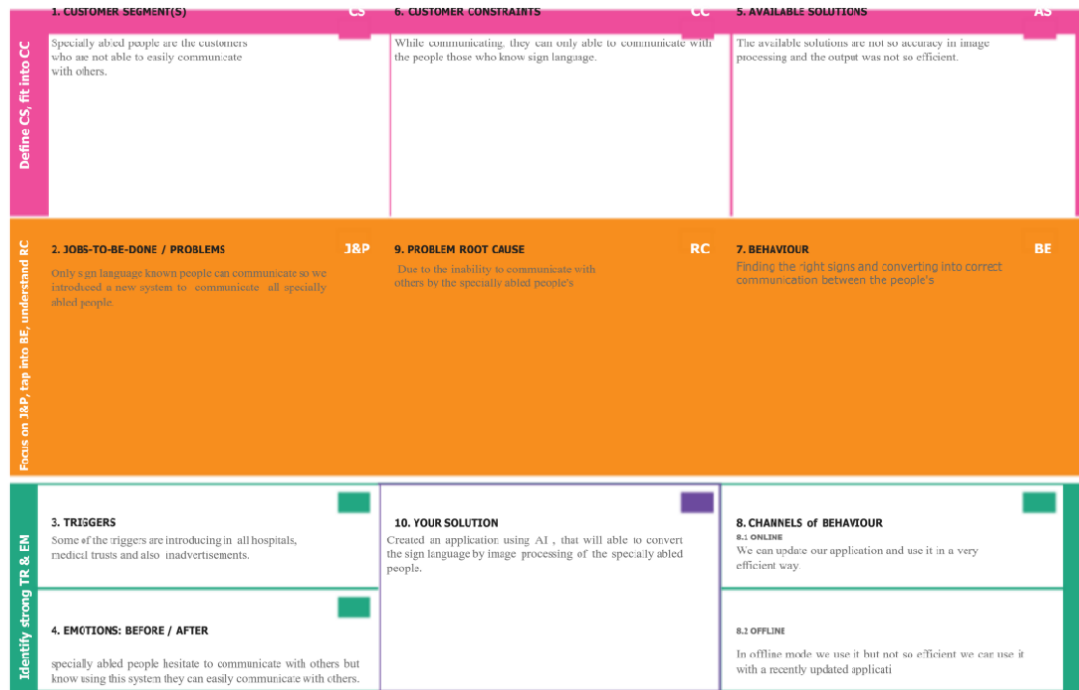 1. CUSTOMER SEGMENT(S)
CS
Specially abled people are the customers
who are not able to easily communicate
with others.
6. CUSTOMER CONSTRAINTS
CC
While communicating, they can only able to communicate with
the people those who know sign language.
5. AVAILABLE SOLUTIONS
AS
The available solutions are not so accuracy in image
processing and the output was not so efficient.
Define CS, fit into CC
2. JOBS-TO-BE-DONE / PROBLEMS
J&P
Only sign language known people can communicate so we
introduced a new system to communicate all specially
abled people.
9. PROBLEM ROOT CAUSE
RC
Due to the inability to communicate with
others by the specially abled people's
7. BEHAVIOUR
BE
Finding the right signs and converting into correct
communication between the people's
Focus on J&P, tap into BE, understand RC
3. TRIGGERS
Some of the triggers are introducing in all hospitals,
medical trusts and also inadvertisements.
4. EMOTIONS: BEFORE / AFTER
specially abled people hesitate to communicate with others but
know using this system they can easily communicate with others.
10. YOUR SOLUTION
Created an application using AI , that will able to convert
the sign language by image processing of the specially abled
people.
8. CHANNELS of BEHAVIOUR
8.1 ONLINE
We can update our application and use it in a very
efficient way.
8.2 OFFLINE
In offline mode we use it but not so efficient we can use it
with a recently updated applicati
Identify strong TR & EN